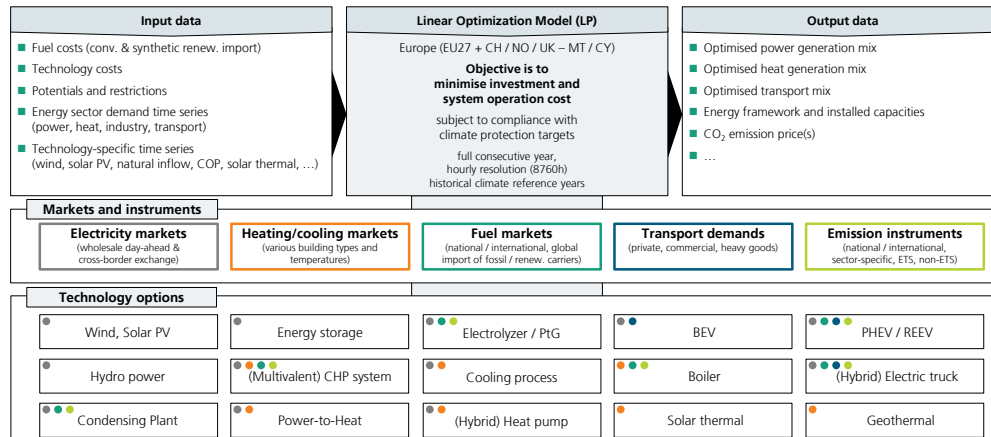 Input data
Fuel costs (conv. & synthetic renew. import)
Technology costs
Potentials and restrictions
Energy sector demand time series
(power, heat, industry, transport)
Technology-specific time series
(wind, solar PV, natural inflow, COP, solar thermal, ...)
Linear Optimization Model (LP)
Europe (EU27 + CH / NO / UK – MT / CY)
Objective is to
minimise investment and
system operation cost
subject to compliance with
climate protection targets
full consecutive year,
hourly resolution (8760h)
historical climate reference years
Output data
Optimised power generation mix
Optimised heat generation mix
Optimised transport mix
Energy framework and installed capacities
CO₂ emission price(s)
...
Markets and instruments
Electricity markets
(wholesale day-ahead &
cross-border exchange)
Heating/cooling markets
(various building types and
temperatures)
Fuel markets
(national / international, global
import of fossil / renew. carriers)
Transport demands
(private, commercial, heavy goods)
Emission instruments
(national / international,
sector-specific, ETS, non-ETS)
Technology options
Wind, Solar PV
Energy storage
Electrolyzer / PtG
BEV
PHEV / REEV
Hydro power
(Multivalent) CHP system
Cooling process
Boiler
(Hybrid) Electric truck
Condensing Plant
Power-to-Heat
(Hybrid) Heat pump
Solar thermal
Geothermal